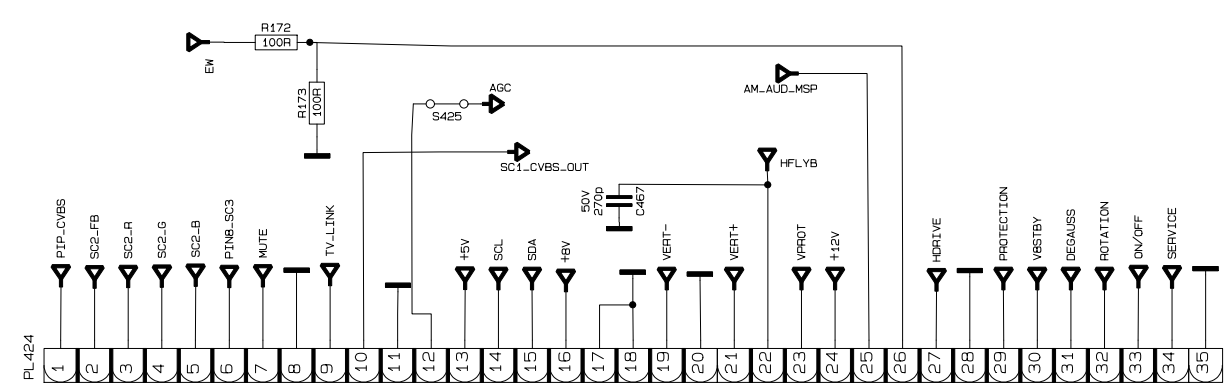 R172
100R
EW
R173
100R
AGC
S425
SC1_CVBS_OUT
AM_AUD_MSP
HFLYB
50V
270p
C467
PIP_CVBS
SC2_FB
SC2_R
SC2_G
SC2_B
PIN8_SC3
MUTE
TV_LINK
+5V
SCL
SDA
+8V
VERT-
VERT+
VPROT
+12V
HDRIVE
PROTECTION
V8STBY
DEGAUSS
ROTATION
ON/OFF
SERVICE
PL424
1 2 3 4 5 6 7 8 9 10 11 12 13 14 15 16 17 18 19 20 21 22 23 24 25 26 27 28 29 30 31 32 33 34 35